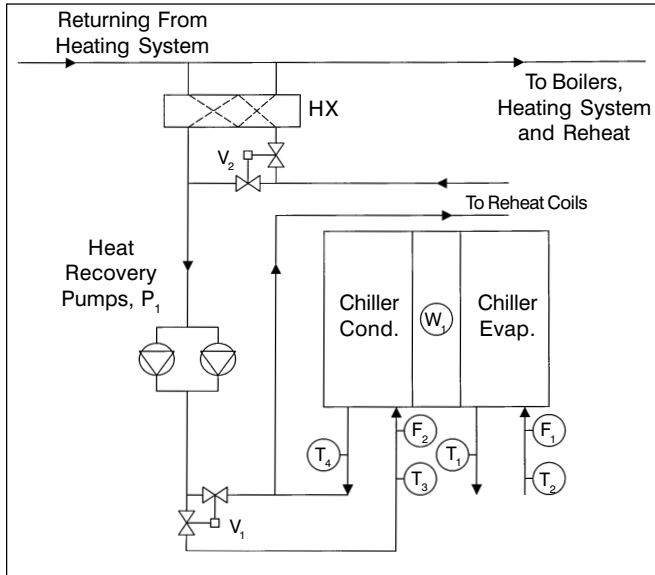 Returning From
Heating System
To Boilers,
Heating System
and Reheat
HX
V2
To Reheat Coils
Heat
Recovery
Pumps, P1
Chiller
Cond.
W1
Chiller
Evap.
F2
F1
T4
T3
T1
T2
V1